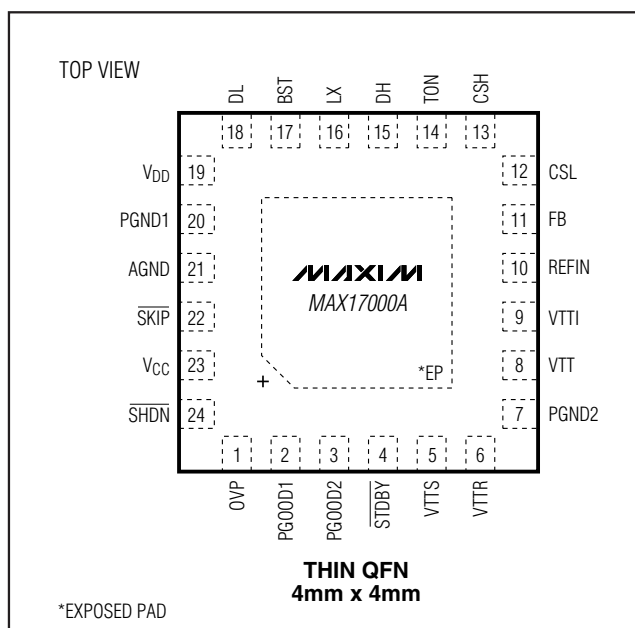 TOP VIEW
DL BST LX DH TON CSH
18 17 16 15 14 13
VDD 19
PGND1 20
AGND 21
SKIP 22
VCC 23
SHDN 24
12 CSL
11 FB
10 REFIN
9 VTTI
8 VTT
7 PGND2
MAXIM
MAX17000A
*EP
+
1 2 3 4 5 6
OVP PGOOD1 PGOOD2 STDBY VTTS VTTR
THIN QFN
4mm x 4mm
*EXPOSED PAD